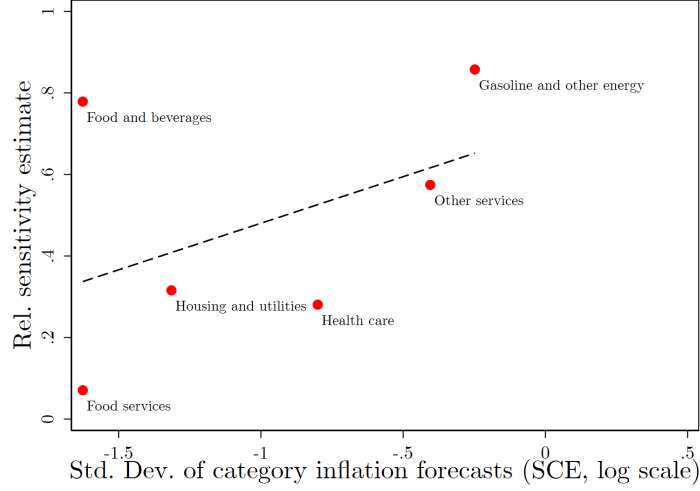 Rel. sensitivity estimate
1
.8
.6
.4
.2
0
Gasoline and other energy
Food and beverages
Other services
Housing and utilities
Health care
Food services
-1.5
-1
-.5
0
.5
Std. Dev. of category inflation forecasts (SCE, log scale)